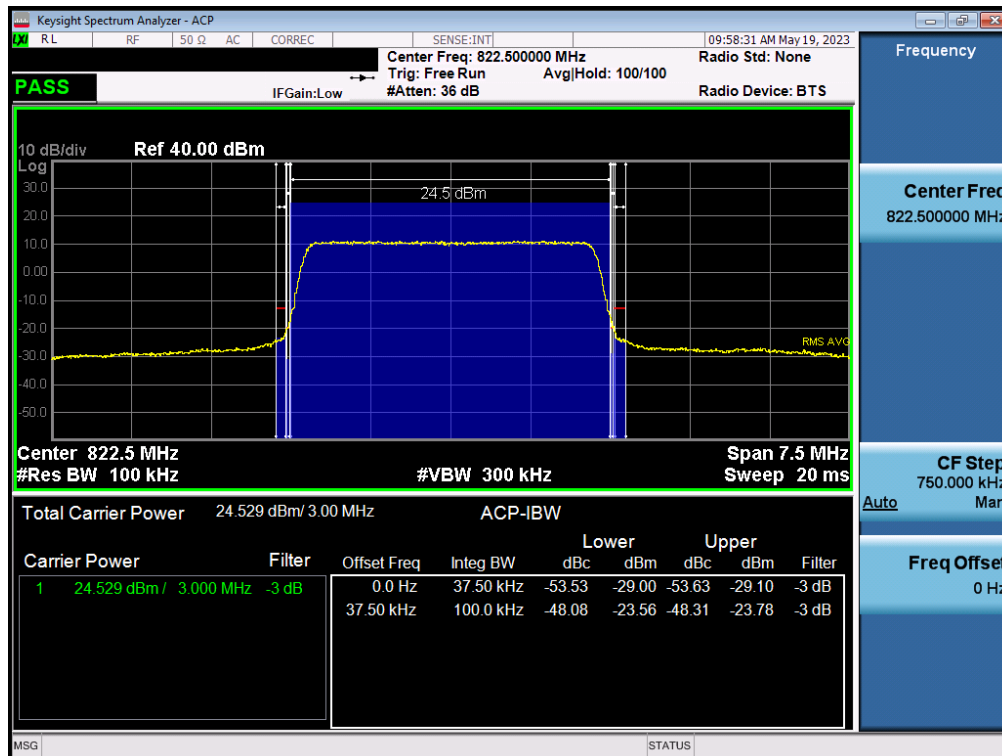 Keysight Spectrum Analyzer - ACP
LXI RL RF 50 Ω AC CORREC SENSE:INT 09:58:31 AM May 19, 2023
Center Freq: 822.500000 MHz Radio Std: None
Trig: Free Run Avg|Hold: 100/100
PASS IFGain:Low #Atten: 36 dB Radio Device: BTS
Frequency
10 dB/div Ref 40.00 dBm
Log
30.0
24.5 dBm
20.0
10.0
0.00
-10.0
-20.0
RMS AVG
-30.0
-40.0
-50.0
Center Freq
822.500000 MHz
Center 822.5 MHz Span 7.5 MHz
#Res BW 100 kHz #VBW 300 kHz Sweep 20 ms
CF Step
750.000 kHz
Auto Man
Total Carrier Power 24.529 dBm/ 3.00 MHz ACP-IBW
Lower Upper
Carrier Power Filter Offset Freq Integ BW dBc dBm dBc dBm Filter
1 24.529 dBm / 3.000 MHz -3 dB 0.0 Hz 37.50 kHz -53.53 -29.00 -53.63 -29.10 -3 dB
37.50 kHz 100.0 kHz -48.08 -23.56 -48.31 -23.78 -3 dB
Freq Offset
0 Hz
MSG STATUS